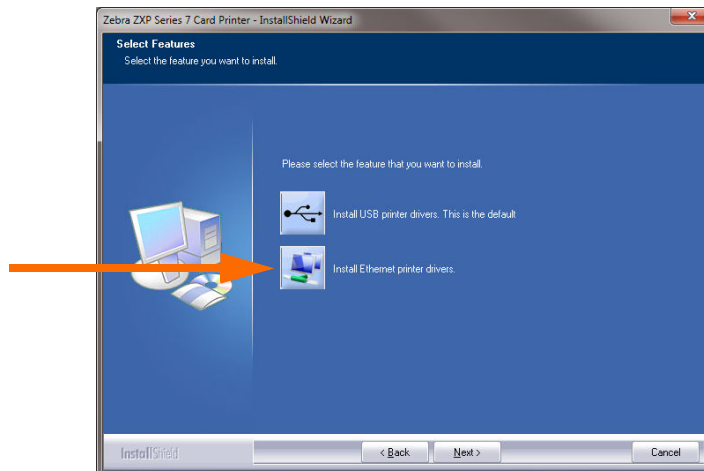 Zebra ZXP Series 7 Card Printer - InstallShield Wizard
Select Features
Select the feature you want to install.
Please select the feature that you want to install.
Install USB printer drivers. This is the default
Install Ethernet printer drivers.
InstallShield
< Back Next > Cancel